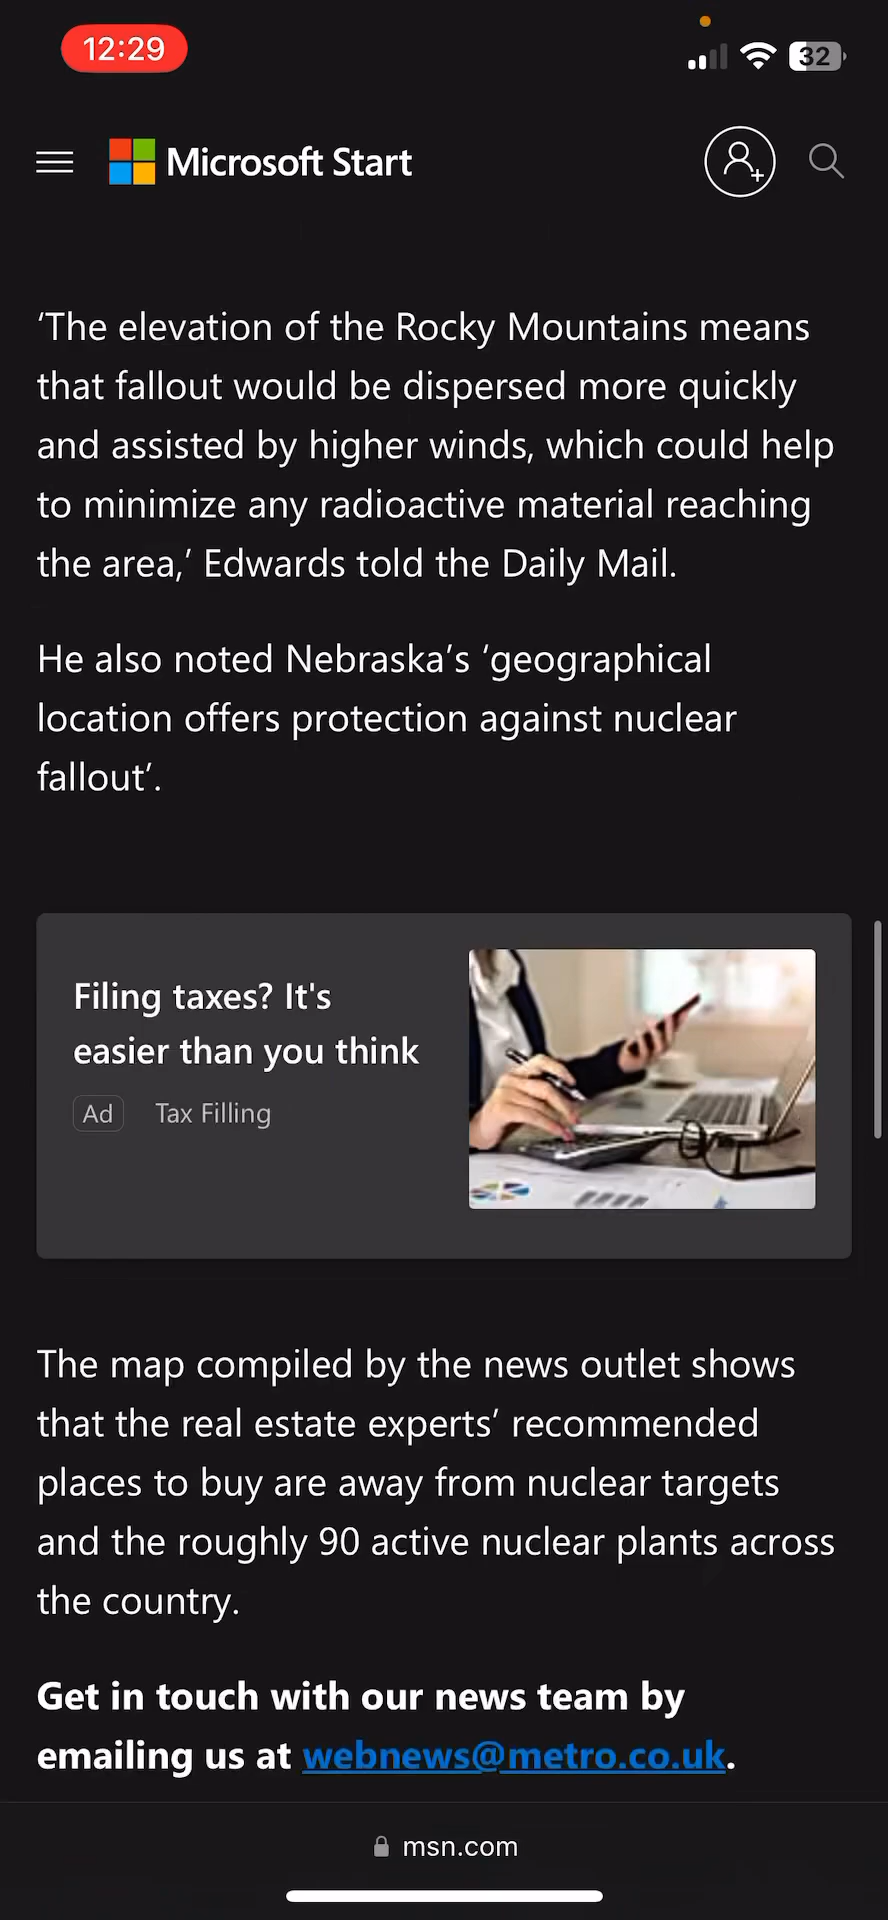 12:29
32
Microsoft Start
‘The elevation of the Rocky Mountains means
that fallout would be dispersed more quickly
and assisted by higher winds, which could help
to minimize any radioactive material reaching
the area,’ Edwards told the Daily Mail.
He also noted Nebraska’s ‘geographical
location offers protection against nuclear
fallout’.
Filing taxes? It's
easier than you think
Ad Tax Filling
The map compiled by the news outlet shows
that the real estate experts’ recommended
places to buy are away from nuclear targets
and the roughly 90 active nuclear plants across
the country.
Get in touch with our news team by
emailing us at webnews@metro.co.uk.
msn.com